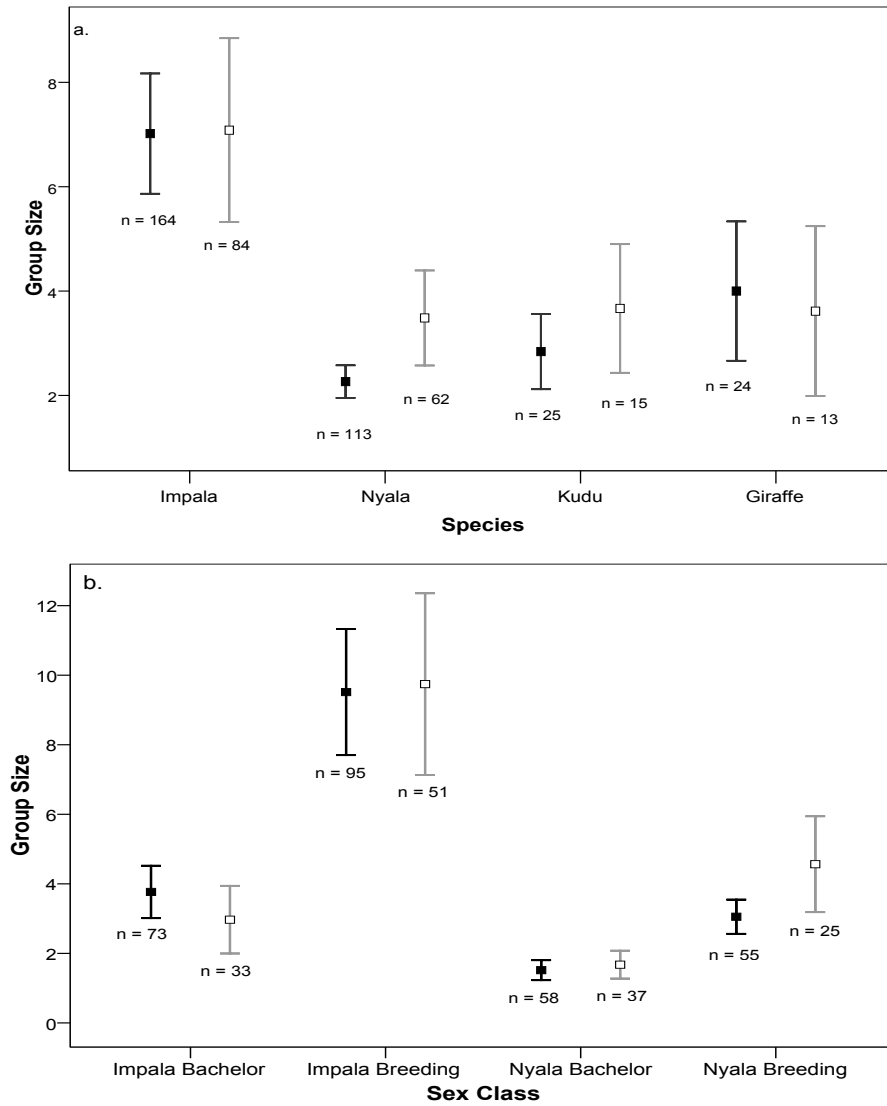 a.
8
6
4
2
Group Size
n = 164
n = 84
n = 113
n = 62
n = 25
n = 15
n = 24
n = 13
Impala
Nyala
Kudu
Giraffe
Species
b.
12
10
8
6
4
2
0
Group Size
n = 73
n = 33
n = 95
n = 51
n = 58
n = 37
n = 55
n = 25
Impala Bachelor
Impala Breeding
Nyala Bachelor
Nyala Breeding
Sex Class